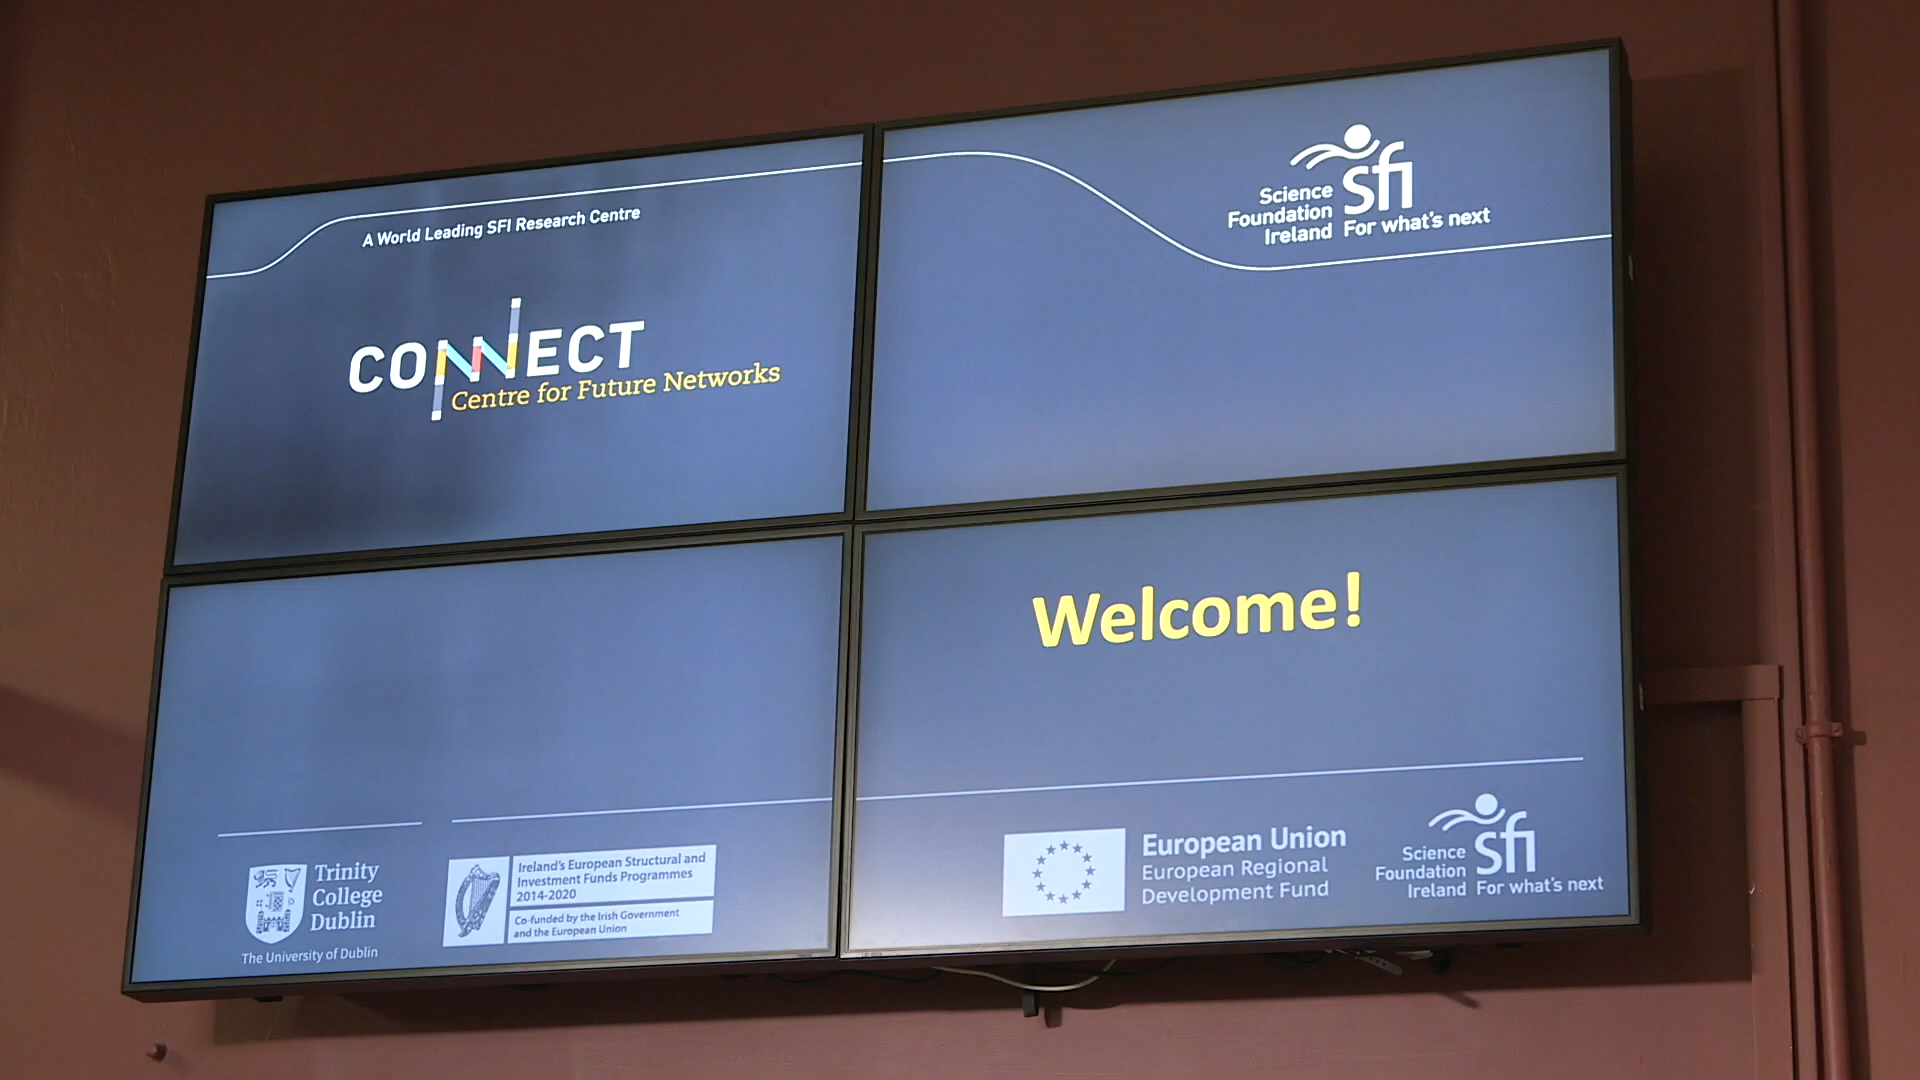 A World Leading SFI Research Centre
CONNECT
Centre for Future Networks
sfi
Science
Foundation
Ireland
For what's next
Welcome!
Trinity
College
Dublin
The University of Dublin
Ireland's European Structural and
Investment Funds Programmes
2014-2020
Co-funded by the Irish Government
and the European Union
European Union
European Regional
Development Fund
sfi
Science
Foundation
Ireland
For what's next